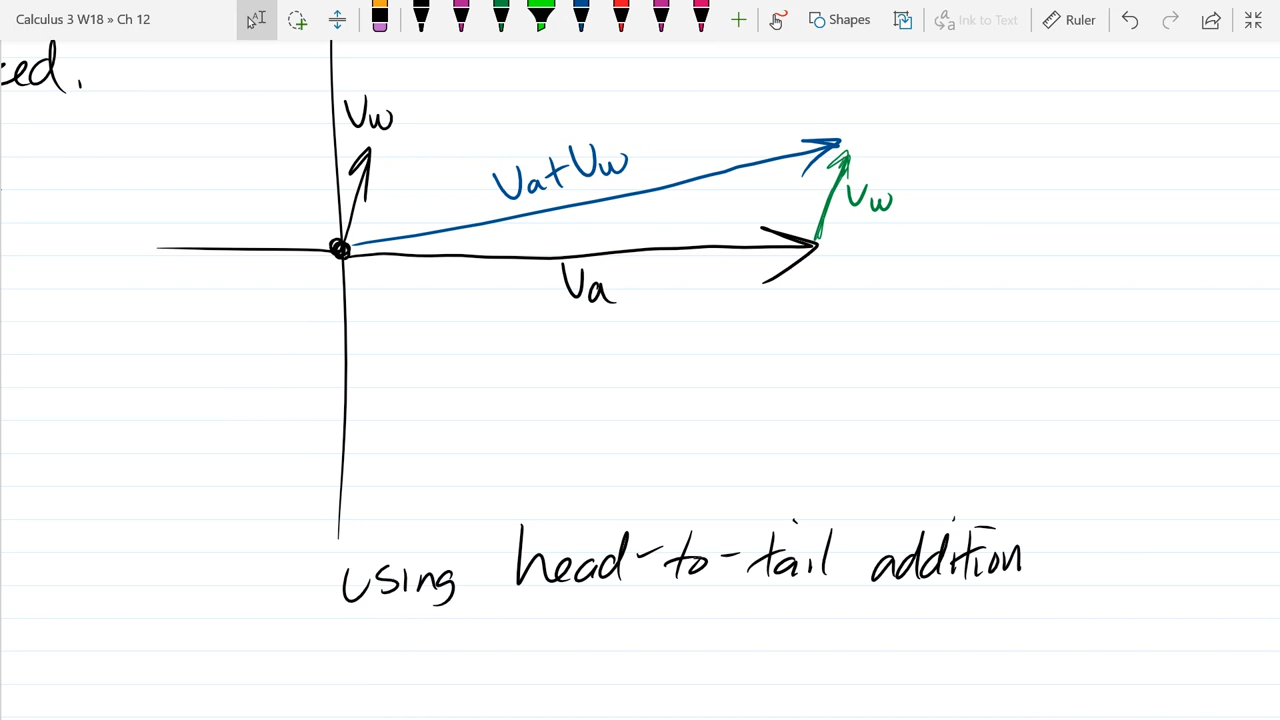 Calculus 3 W18 » Ch 12
Shapes
Ink to Text
Ruler
ced.
Vw
Va+Vw
Vw
Va
using head-to-tail addition